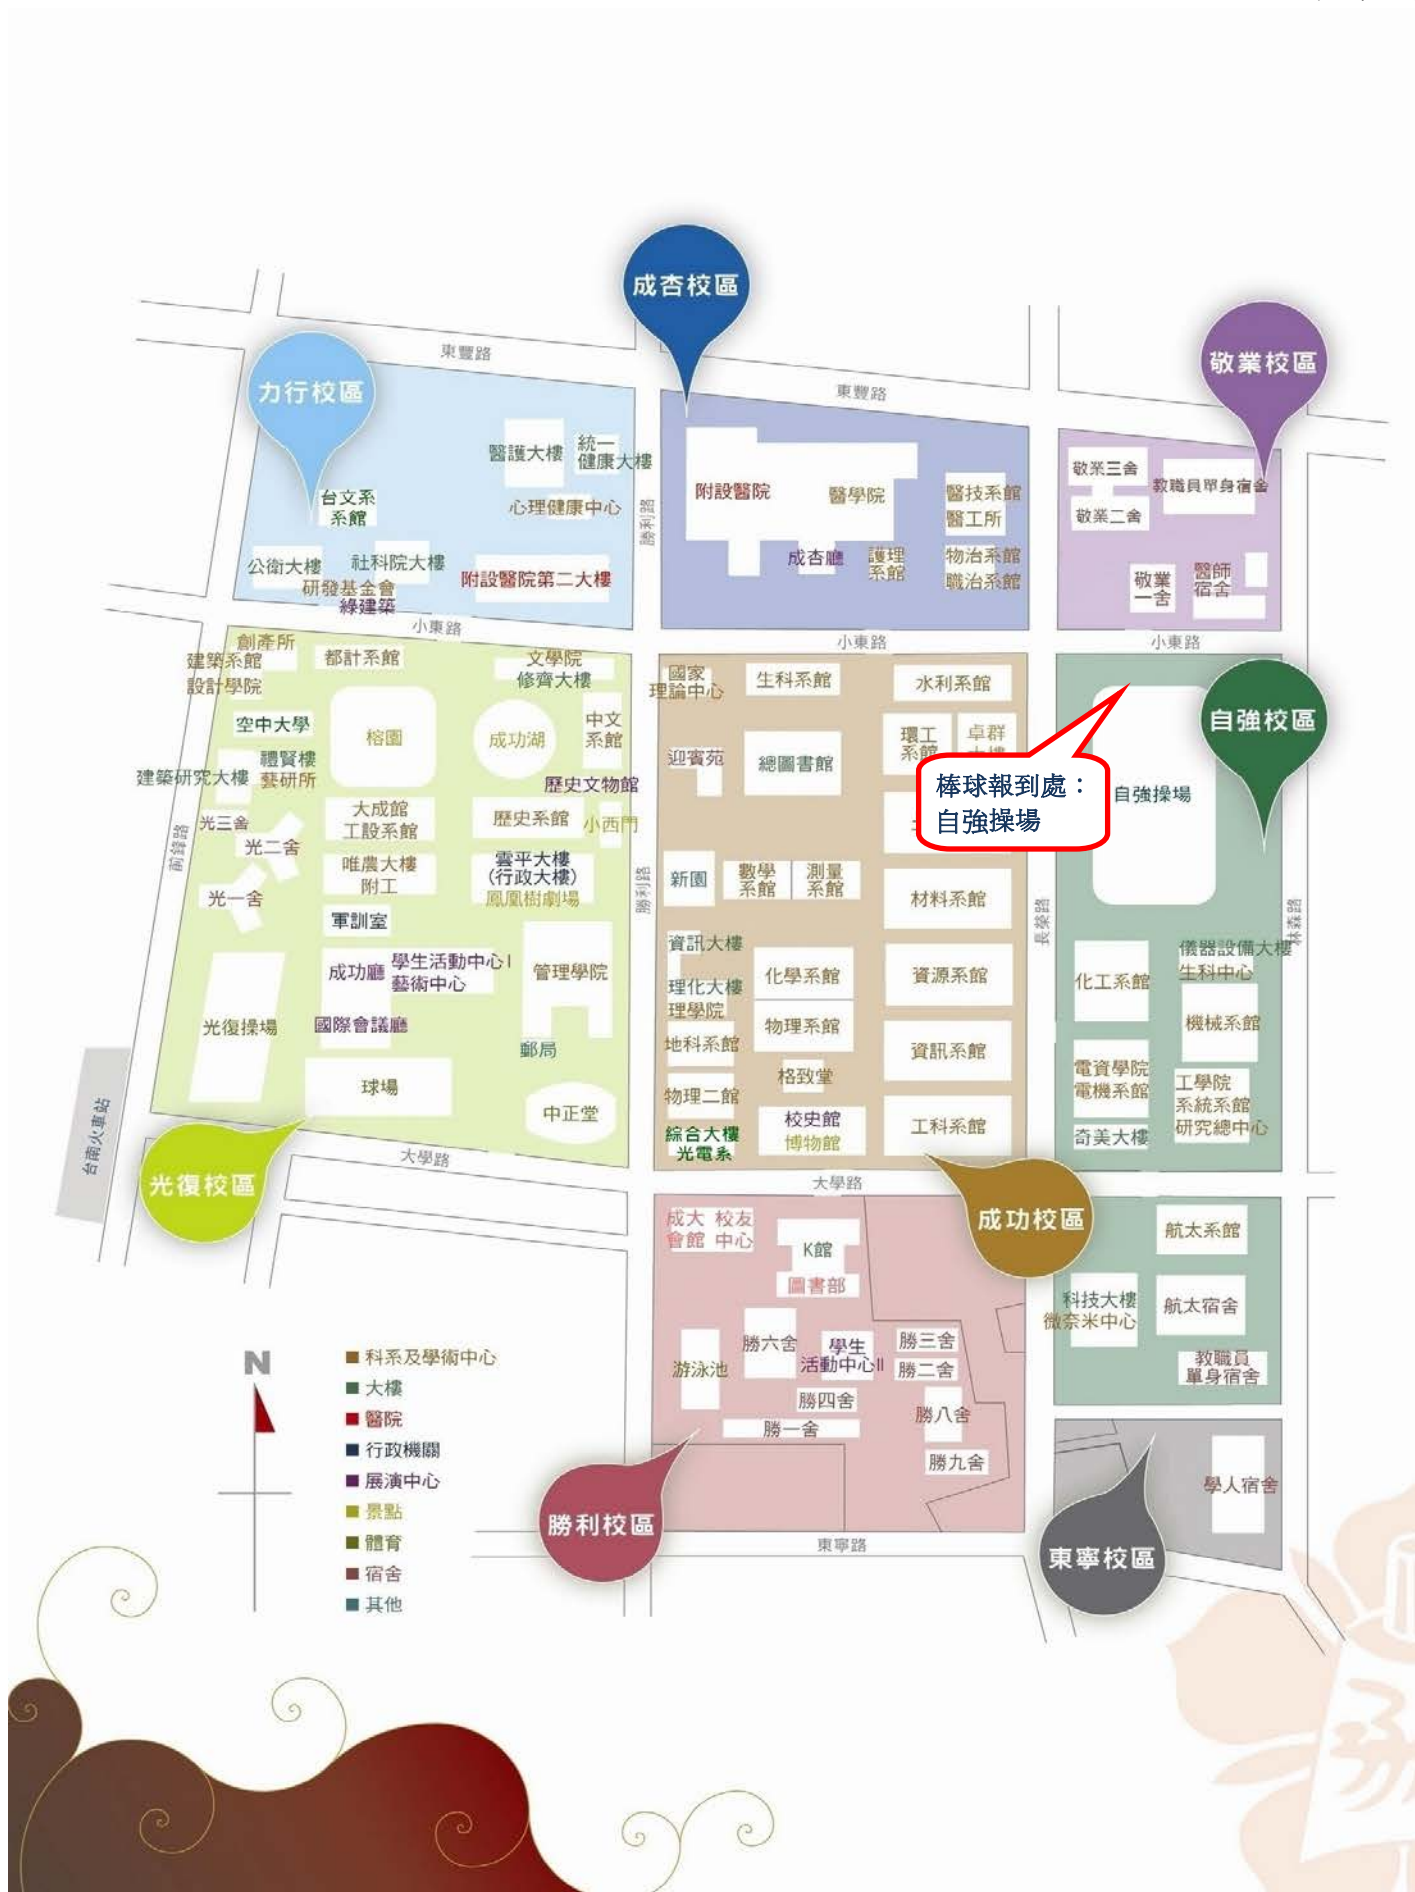 成杏校區
敬業校區
力行校區
東豐路
東豐路
醫護大樓
統一
健康大樓
心理健康中心
台文系
系館
公衛大樓
社科院大樓
研發基金會
綠建築
附設醫院第二大樓
勝利路
附設醫院
醫學院
醫技系館
醫工所
成杏廳
護理
系館
物治系館
職治系館
敬業三舍
教職員單身宿舍
敬業二舍
敬業
一舍
醫師
宿舍
小東路
小東路
小東路
創產所
建築系館
設計學院
都計系館
文學院
修齊大樓
空中大學
榕園
成功湖
中文
系館
禮賢樓
建築研究大樓
藝研所
歷史文物館
光三舍
大成館
工設系館
歷史系館
小西門
光二舍
唯農大樓
附工
雲平大樓
(行政大樓)
鳳凰樹劇場
光一舍
軍訓室
成功廳
學生活動中心I
藝術中心
管理學院
光復操場
國際會議廳
郵局
球場
中正堂
前鋒路
勝利路
台南火車站
光復校區
大學路
國家
理論中心
生科系館
水利系館
迎賓苑
總圖書館
環工
系館
卓群
棒球報到處：
自強操場
新園
數學
系館
測量
系館
材料系館
資訊大樓
理化大樓
理學院
化學系館
資源系館
地科系館
物理系館
資訊系館
物理二館
格致堂
綜合大樓
光電系
校史館
博物館
工科系館
長榮路
自強校區
自強操場
林森路
儀器設備大樓
生科中心
化工系館
機械系館
電資學院
電機系館
工學院
系統系館
研究總中心
奇美大樓
大學路
成功校區
成大
會館
校友
中心
K館
圖書部
游泳池
勝六舍
學生
活動中心II
勝三舍
勝二舍
勝四舍
勝一舍
勝八舍
勝九舍
航太系館
科技大樓
微奈米中心
航太宿舍
教職員
單身宿舍
勝利校區
東寧路
東寧校區
學人宿舍
N
科系及學術中心
大樓
醫院
行政機關
展演中心
景點
體育
宿舍
其他